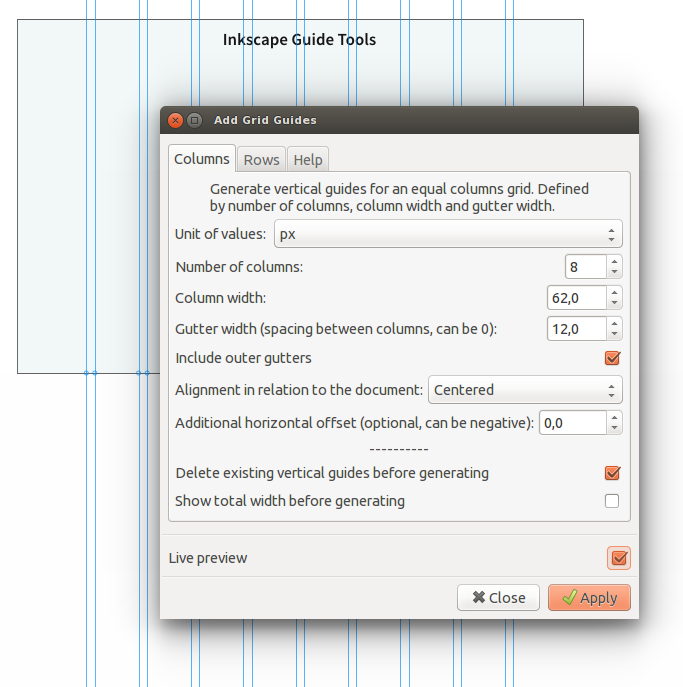 Inkscape Guide Tools
Add Grid Guides
Columns Rows Help
Generate vertical guides for an equal columns grid. Defined
by number of columns, column width and gutter width.
Unit of values: px
Number of columns: 8
Column width: 62,0
Gutter width (spacing between columns, can be 0): 12,0
Include outer gutters
Alignment in relation to the document: Centered
Additional horizontal offset (optional, can be negative): 0,0
----------
Delete existing vertical guides before generating
Show total width before generating
Live preview
Close Apply